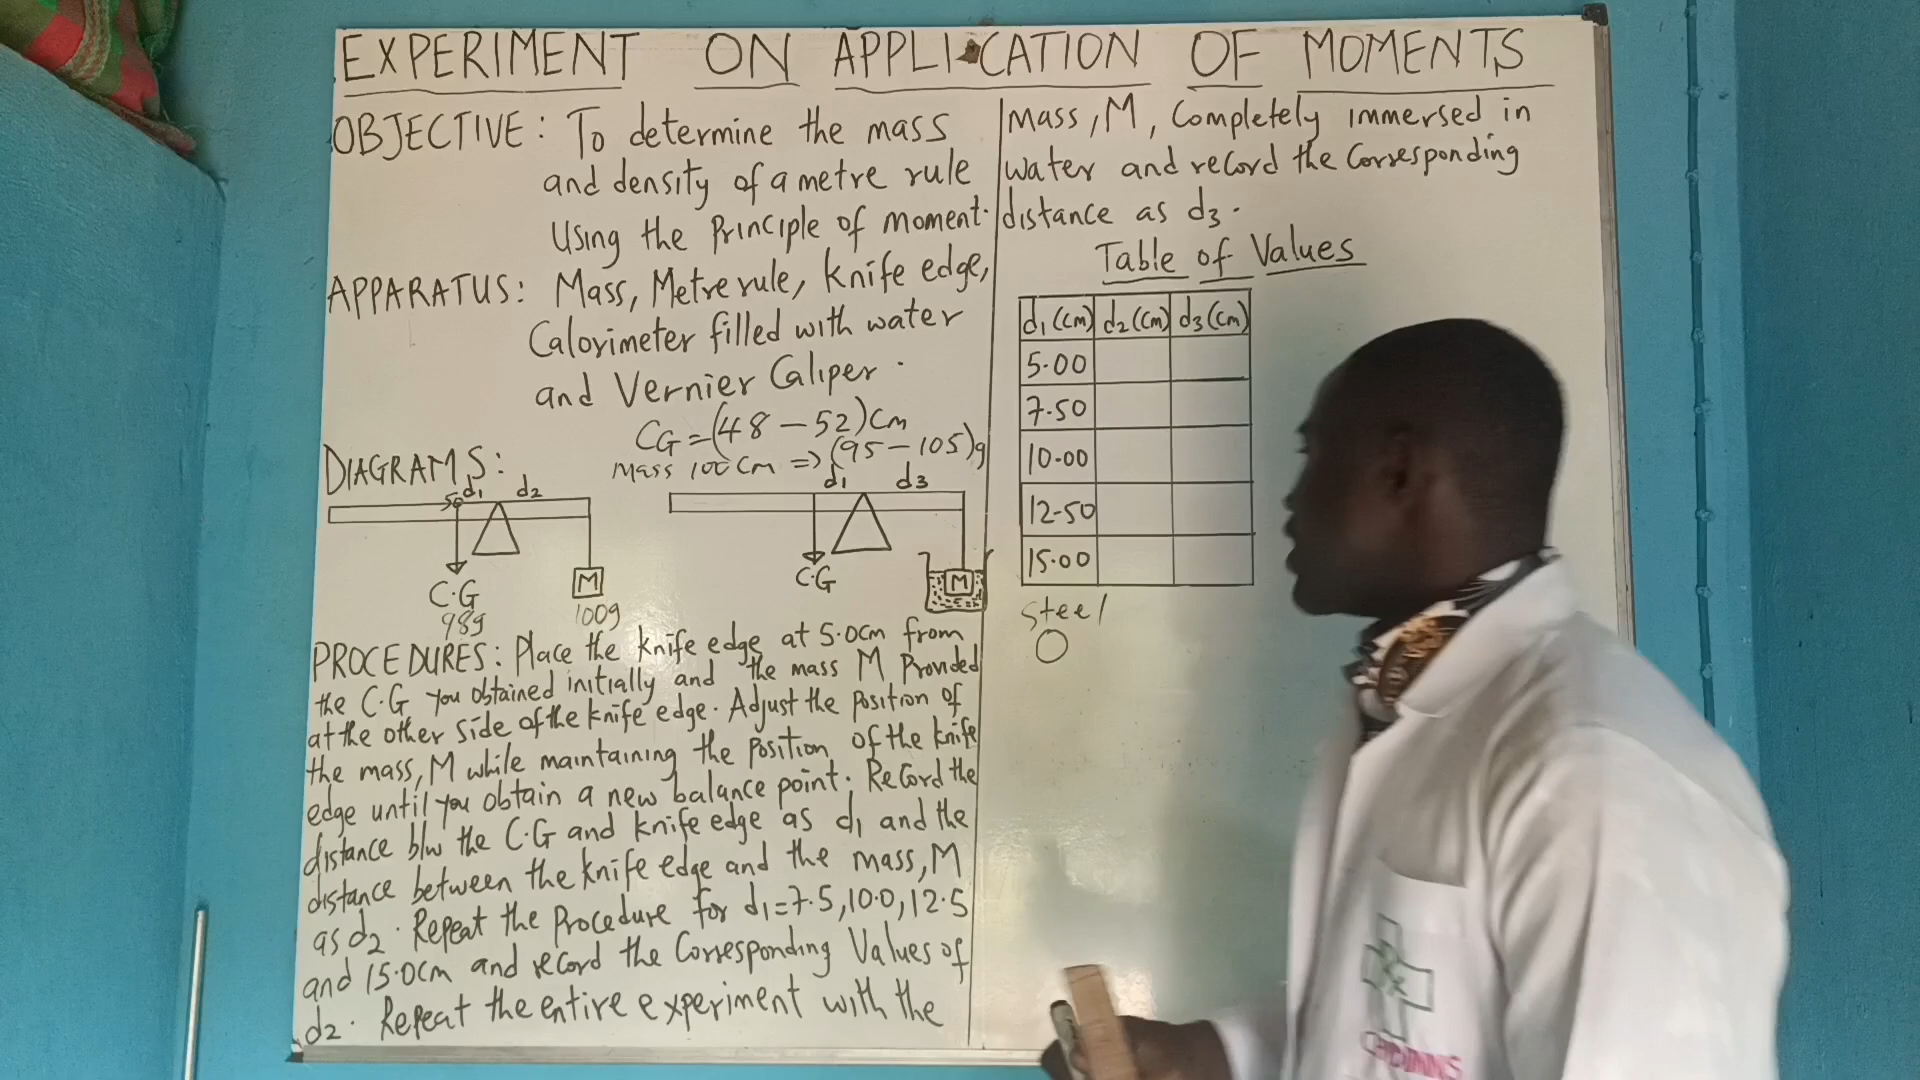 EXPERIMENT ON APPLICATION OF MOMENTS
OBJECTIVE: To determine the mass
and density of a metre rule
Using the Principle of moment.
APPARATUS: Mass, Metre rule, knife edge,
Calorimeter filled with water
and Vernier Caliper.
CG = (48 – 52)cm
Mass 100cm => (95 – 105)g
DIAGRAMS:
50 d1 d2
C.G
98g
M
100g
d1 d3
C.G
M
PROCEDURES: Place the knife edge at 5.0cm from
the C.G you obtained initially and the mass M Provided
at the other side of the knife edge. Adjust the position of
the mass, M while maintaining the position of the knife
edge until you obtain a new balance point. Record the
distance b/w the C.G and knife edge as d1 and the
distance between the knife edge and the mass, M
as d2. Repeat the procedure for d1=7.5, 10.0, 12.5
and 15.0cm and record the Corresponding Values of
d2. Repeat the entire experiment with the
mass, M, Completely immersed in
water and record the Corresponding
distance as d3.
Table of Values
d1(cm) d2(cm) d3(cm)
5.00
7.50
10.00
12.50
15.00
Steel